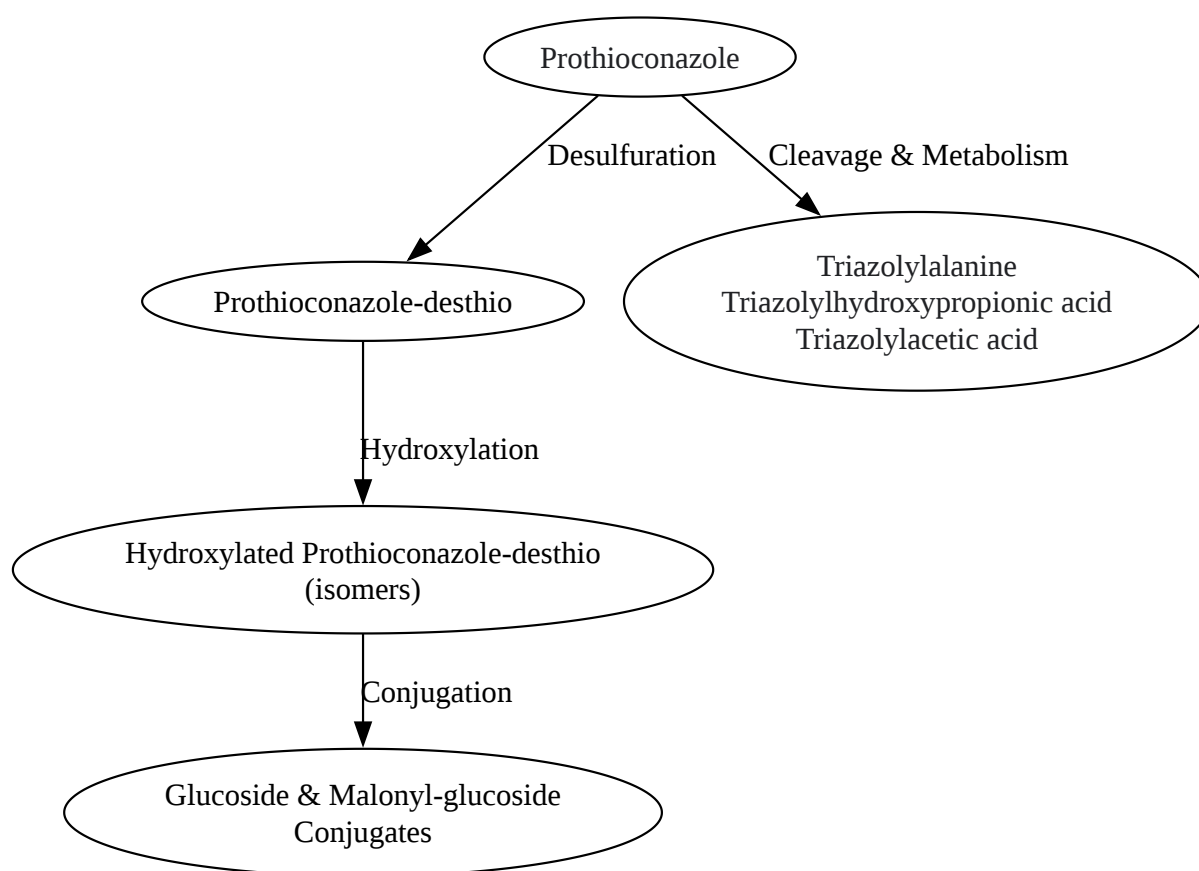 Prothioconazole
Desulfuration
Cleavage & Metabolism
Triazolylalanine
Triazolylhydroxypropionic acid
Triazolylacetic acid
Prothioconazole-desthio
Hydroxylation
Hydroxylated Prothioconazole-desthio
(isomers)
Conjugation
Glucoside & Malonyl-glucoside
Conjugates